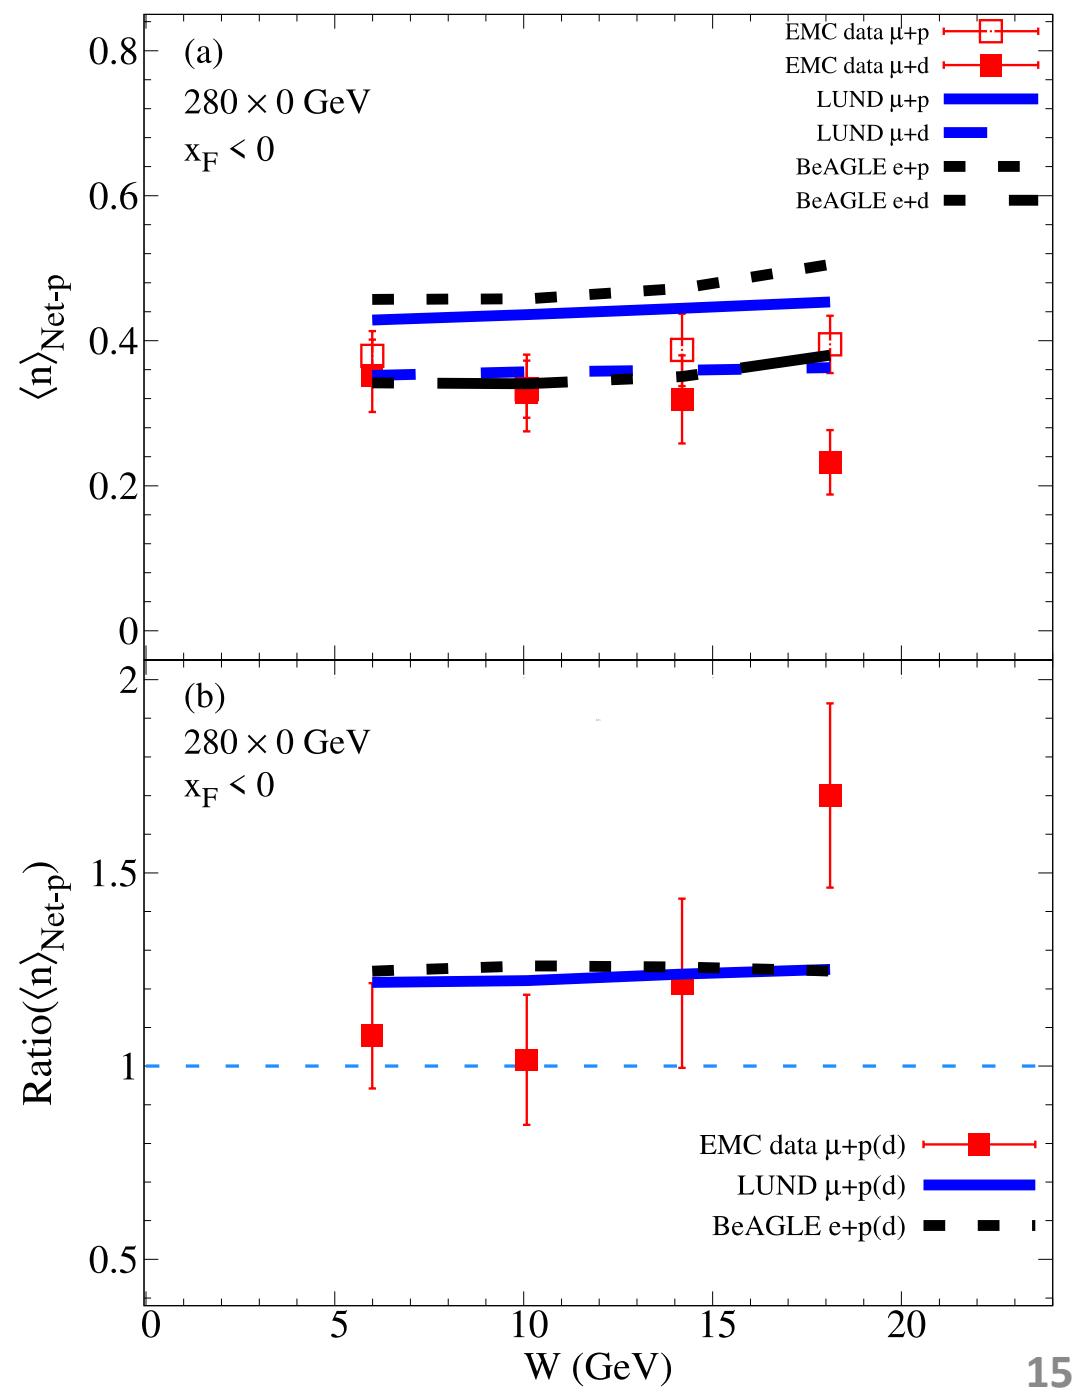 (a)
280 × 0 GeV
x_F < 0
EMC data μ+p
EMC data μ+d
LUND μ+p
LUND μ+d
BeAGLE e+p
BeAGLE e+d
0.8
0.6
0.4
0.2
0
⟨n⟩_Net-p
(b)
280 × 0 GeV
x_F < 0
2
1.5
1
0.5
Ratio(⟨n⟩_Net-p)
EMC data μ+p(d)
LUND μ+p(d)
BeAGLE e+p(d)
0 5 10 15 20
W (GeV)
15